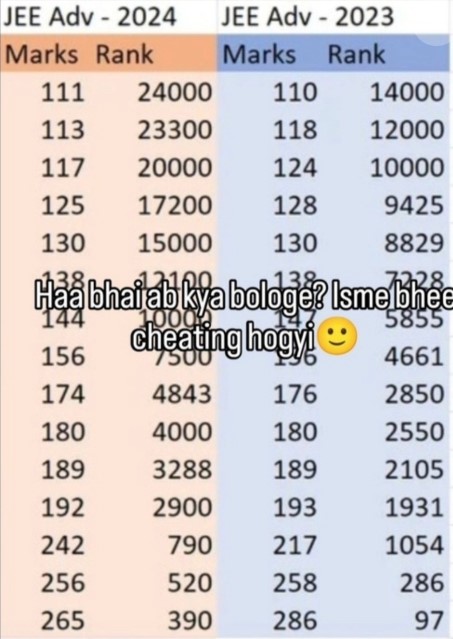 JEE Adv - 2024 JEE Adv - 2023
Marks Rank Marks Rank
111 24000 110 14000
113 23300 118 12000
117 20000 124 10000
125 17200 128 9425
130 15000 130 8829
138 12100 138 7228
Haa bhai ab kya bologe? Isme bhee
144 10000 147 5855
cheating hogyi🙂
156 7500 156 4661
174 4843 176 2850
180 4000 180 2550
189 3288 189 2105
192 2900 193 1931
242 790 217 1054
256 520 258 286
265 390 286 97